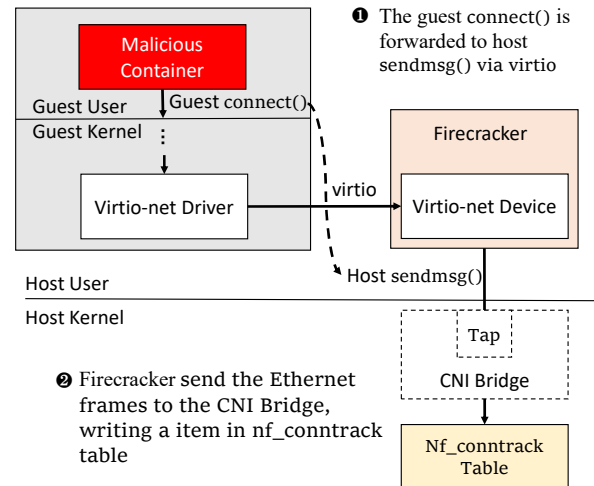 Malicious
Container
❶ The guest connect() is
forwarded to host
sendmsg() via virtio
Guest User
Guest connect()
Guest Kernel
Firecracker
Virtio-net Driver
virtio
Virtio-net Device
Host User
Host sendmsg()
Host Kernel
Tap
CNI Bridge
❷ Firecracker send the Ethernet
frames to the CNI Bridge,
writing a item in nf_conntrack
table
Nf_conntrack
Table